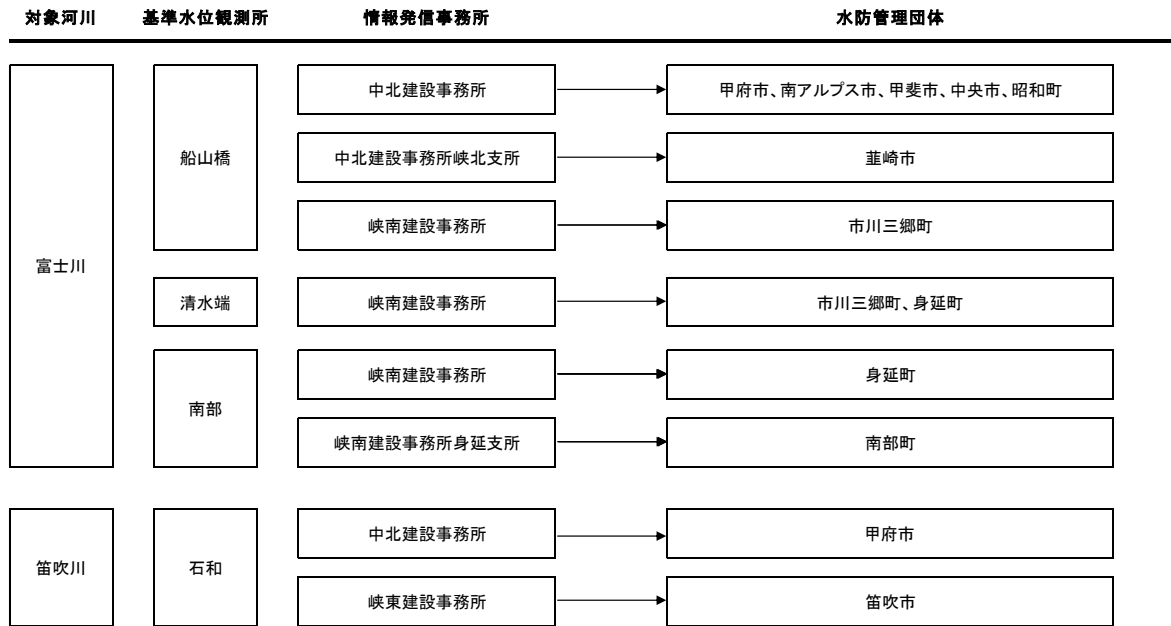 対象河川 基準水位観測所 情報発信事務所 水防管理団体
富士川
船山橋
中北建設事務所 甲府市、南アルプス市、甲斐市、中央市、昭和町
中北建設事務所峡北支所 韮崎市
峡南建設事務所 市川三郷町
清水端
峡南建設事務所 市川三郷町、身延町
南部
峡南建設事務所 身延町
峡南建設事務所身延支所 南部町
笛吹川
石和
中北建設事務所 甲府市
峡東建設事務所 笛吹市